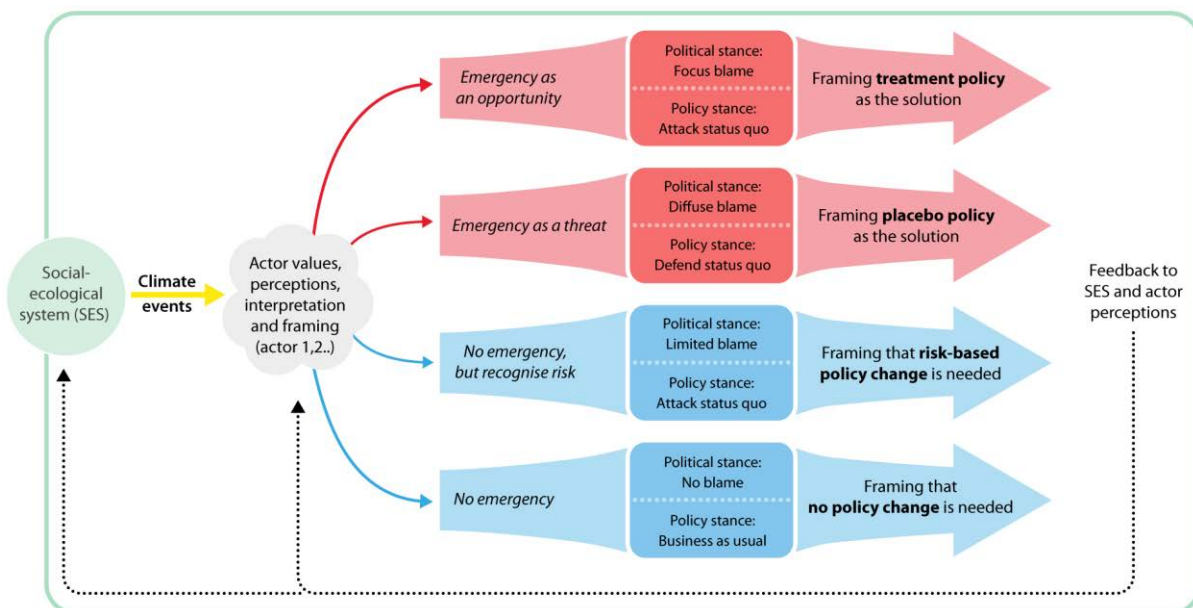 Social-
ecological
system (SES)
Climate
events
Actor values,
perceptions,
interpretation
and framing
(actor 1,2..)
Emergency as
an opportunity
Political stance:
Focus blame
Policy stance:
Attack status quo
Framing treatment policy
as the solution
Emergency as a threat
Political stance:
Diffuse blame
Policy stance:
Defend status quo
Framing placebo policy
as the solution
No emergency,
but recognise risk
Political stance:
Limited blame
Policy stance:
Attack status quo
Framing that risk-based
policy change is needed
No emergency
Political stance:
No blame
Policy stance:
Business as usual
Framing that
no policy change is needed
Feedback to
SES and actor
perceptions